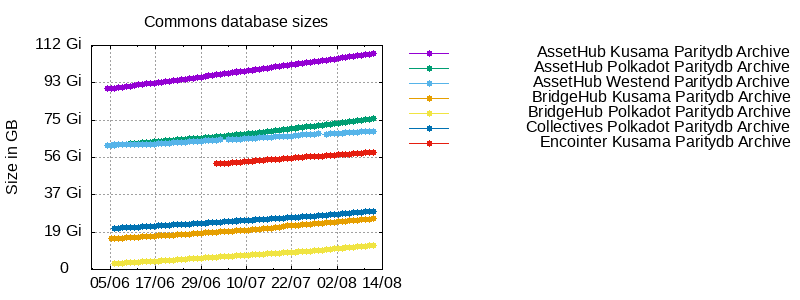 Commons database sizes
Size in GB
112 Gi
93 Gi
75 Gi
56 Gi
37 Gi
19 Gi
0
05/06 17/06 29/06 10/07 22/07 02/08 14/08
AssetHub Kusama Paritydb Archive
AssetHub Polkadot Paritydb Archive
AssetHub Westend Paritydb Archive
BridgeHub Kusama Paritydb Archive
BridgeHub Polkadot Paritydb Archive
Collectives Polkadot Paritydb Archive
Encointer Kusama Paritydb Archive